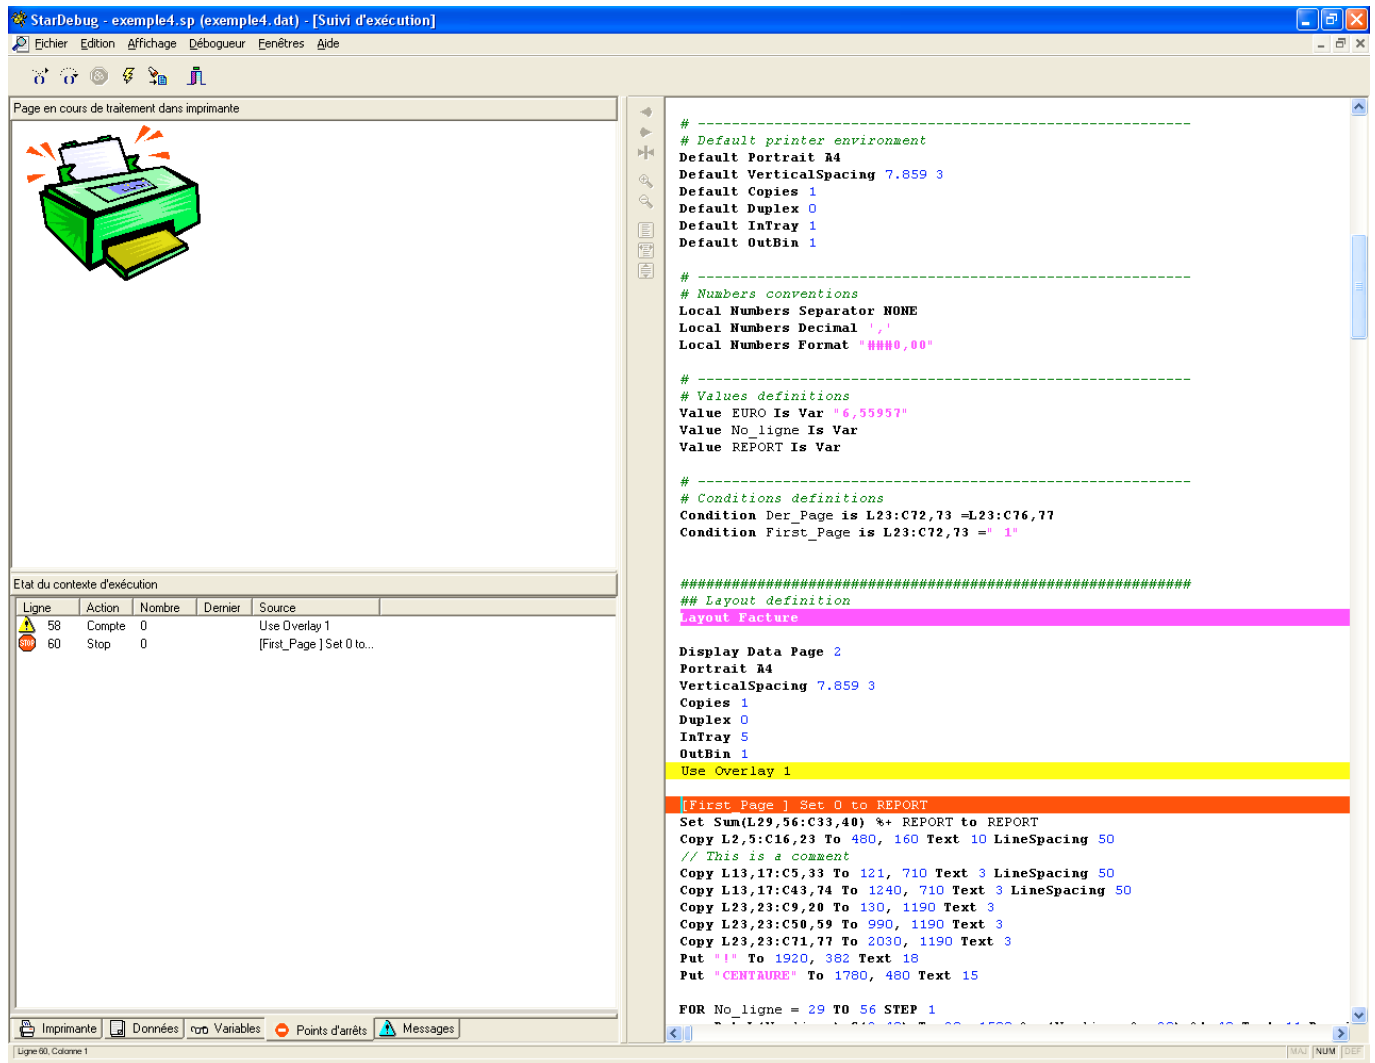 StarDebug - exemple4.sp (exemple4.dat) - [Suivi d'exécution]
Fichier Edition Affichage Débogueur Fenêtres Aide
Page en cours de traitement dans imprimante
Etat du contexte d'exécution
Ligne Action Nombre Dernier Source
58 Compte 0 Use Overlay 1
STOP 60 Stop 0 [First_Page ] Set 0 to...
Imprimante Données Variables Points d'arrêts Messages
Ligne 60, Colonne 1
# ----------------------------------------------------------
# Default printer environment
Default Portrait A4
Default VerticalSpacing 7.859 3
Default Copies 1
Default Duplex 0
Default InTray 1
Default OutBin 1
# ----------------------------------------------------------
# Numbers conventions
Local Numbers Separator NONE
Local Numbers Decimal ','
Local Numbers Format "###0,00"
# ----------------------------------------------------------
# Values definitions
Value EURO Is Var "6,55957"
Value No_ligne Is Var
Value REPORT Is Var
# ----------------------------------------------------------
# Conditions definitions
Condition Der_Page is L23:C72,73 =L23:C76,77
Condition First_Page is L23:C72,73 =" 1"
############################################################
## Layout definition
Layout Facture
Display Data Page 2
Portrait A4
VerticalSpacing 7.859 3
Copies 1
Duplex 0
InTray 5
OutBin 1
Use Overlay 1
[First_Page ] Set 0 to REPORT
Set Sum(L29,56:C33,40) %+ REPORT to REPORT
Copy L2,5:C16,23 To 480, 160 Text 10 LineSpacing 50
// This is a comment
Copy L13,17:C5,33 To 121, 710 Text 3 LineSpacing 50
Copy L13,17:C43,74 To 1240, 710 Text 3 LineSpacing 50
Copy L23,23:C9,20 To 130, 1190 Text 3
Copy L23,23:C50,59 To 990, 1190 Text 3
Copy L23,23:C71,77 To 2030, 1190 Text 3
Put "!" To 1920, 382 Text 18
Put "CENTAURE" To 1780, 480 Text 15
FOR No_ligne = 29 TO 56 STEP 1
MAJ NUM DEF